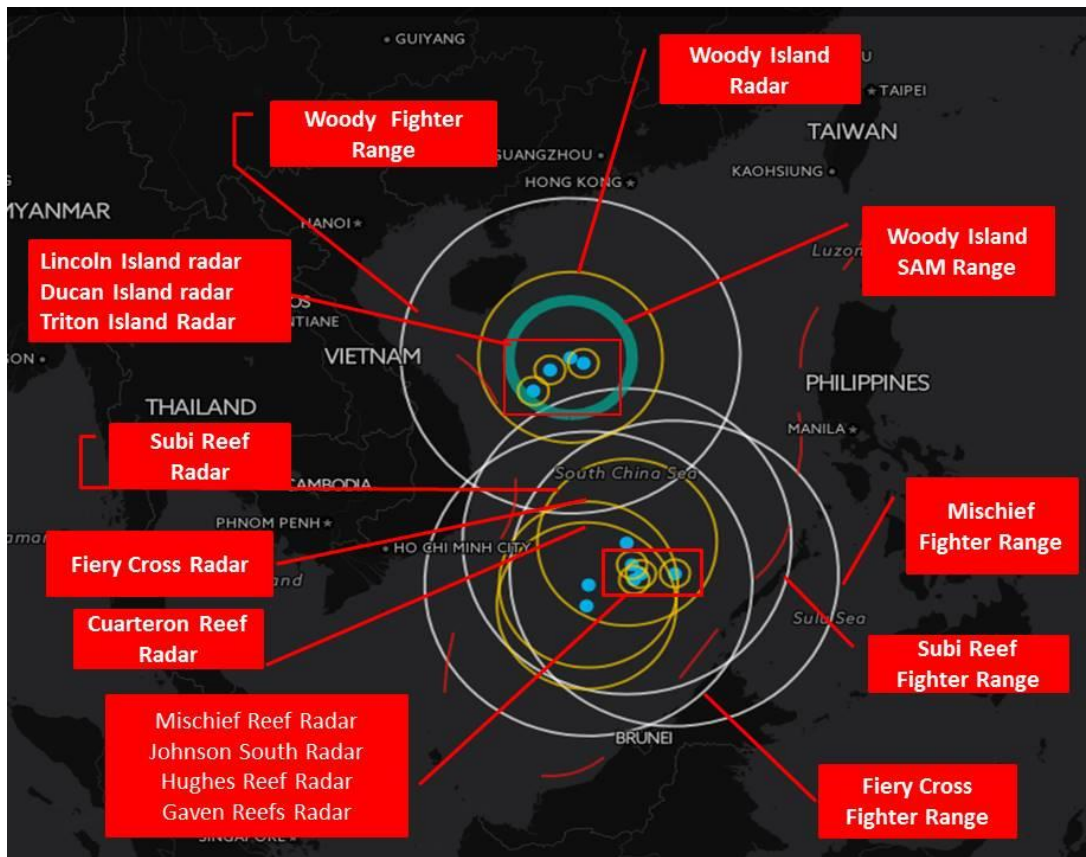 GUIYANG
Woody Island
Radar
TAIPEI
TAIWAN
Woody Fighter
Range
GUANGZHOU
KAOHSIUNG
HONG KONG
MYANMAR
HANOI
Woody Island
SAM Range
Luzon
Lincoln Island radar
Ducan Island radar
Triton Island Radar
OS
NTIANE
VIETNAM
PHILIPPINES
THAILAND
MANILA
Subi Reef
Radar
South China Sea
CAMBODIA
Mischief
Fighter Range
PHNOM PENH
HO CHI MINH CITY
Fiery Cross Radar
and
Cuarteron Reef
Radar
Sulu Sea
Subi Reef
Fighter Range
Mischief Reef Radar
Johnson South Radar
Hughes Reef Radar
Gaven Reefs Radar
BRUNEI
Fiery Cross
Fighter Range
SINGAPORE